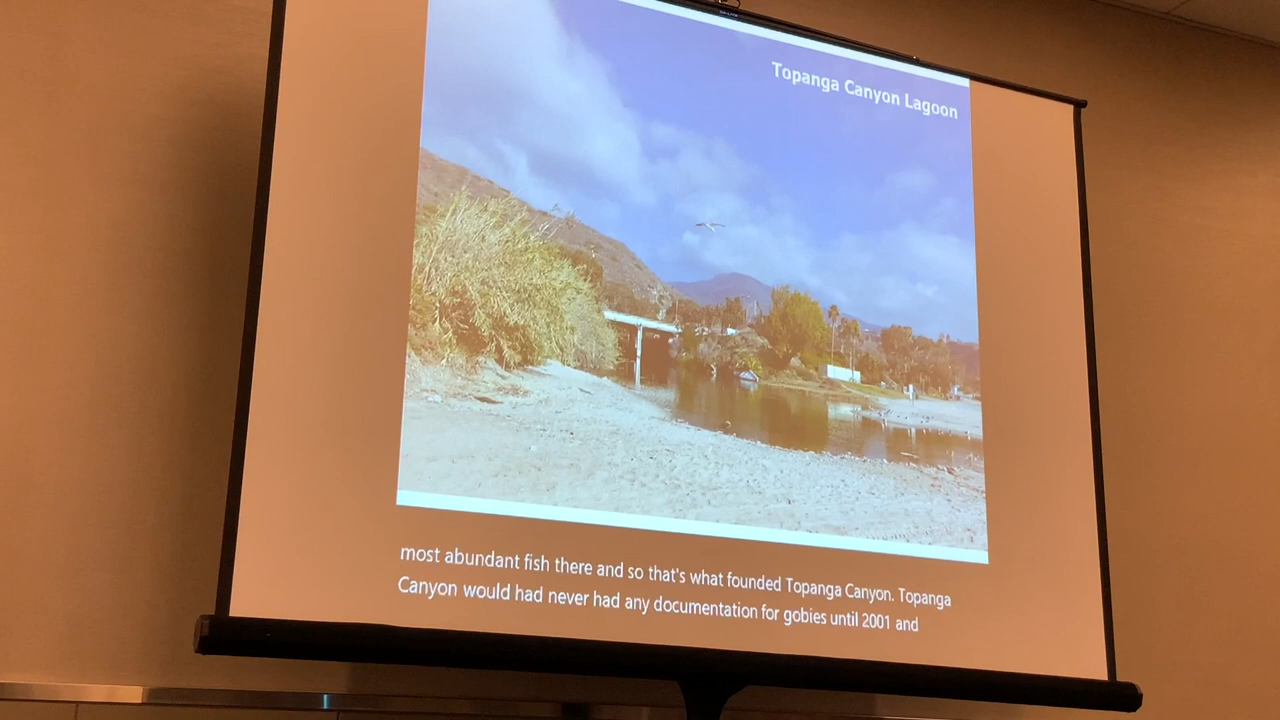 Topanga Canyon Lagoon
most abundant fish there and so that's what founded Topanga Canyon. Topanga
Canyon would had never had any documentation for gobies until 2001 and